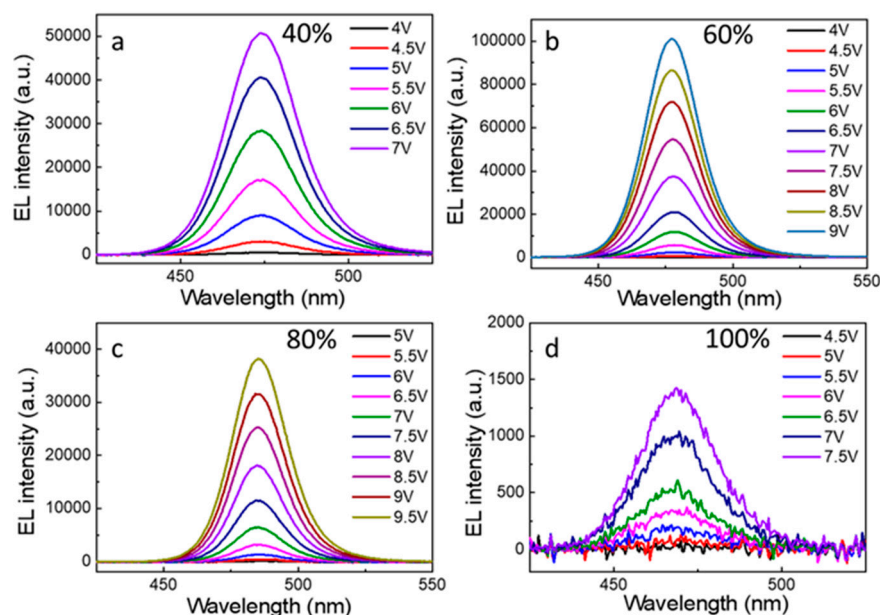 a
40%
EL intensity (a.u.)
50000
40000
30000
20000
10000
0
4V
4.5V
5V
5.5V
6V
6.5V
7V
450
500
Wavelength (nm)
b
60%
EL intensity (a.u.)
100000
80000
60000
40000
20000
0
4V
4.5V
5V
5.5V
6V
6.5V
7V
7.5V
8V
8.5V
9V
450
500
550
Wavelength (nm)
c
80%
EL intensity (a.u.)
40000
30000
20000
10000
0
5V
5.5V
6V
6.5V
7V
7.5V
8V
8.5V
9V
9.5V
450
500
550
Wavelength (nm)
d
100%
EL intensity (a.u.)
2000
1500
1000
500
0
4.5V
5V
5.5V
6V
6.5V
7V
7.5V
450
500
Wavelength (nm)